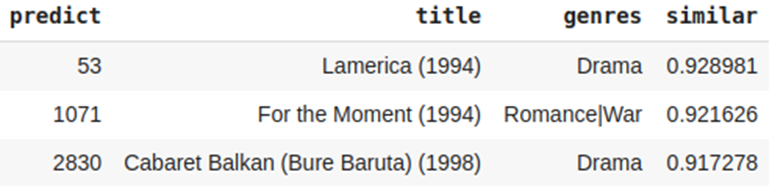 predict title genres similar
53 Lamerica (1994) Drama 0.928981
1071 For the Moment (1994) Romance|War 0.921626
2830 Cabaret Balkan (Bure Baruta) (1998) Drama 0.917278